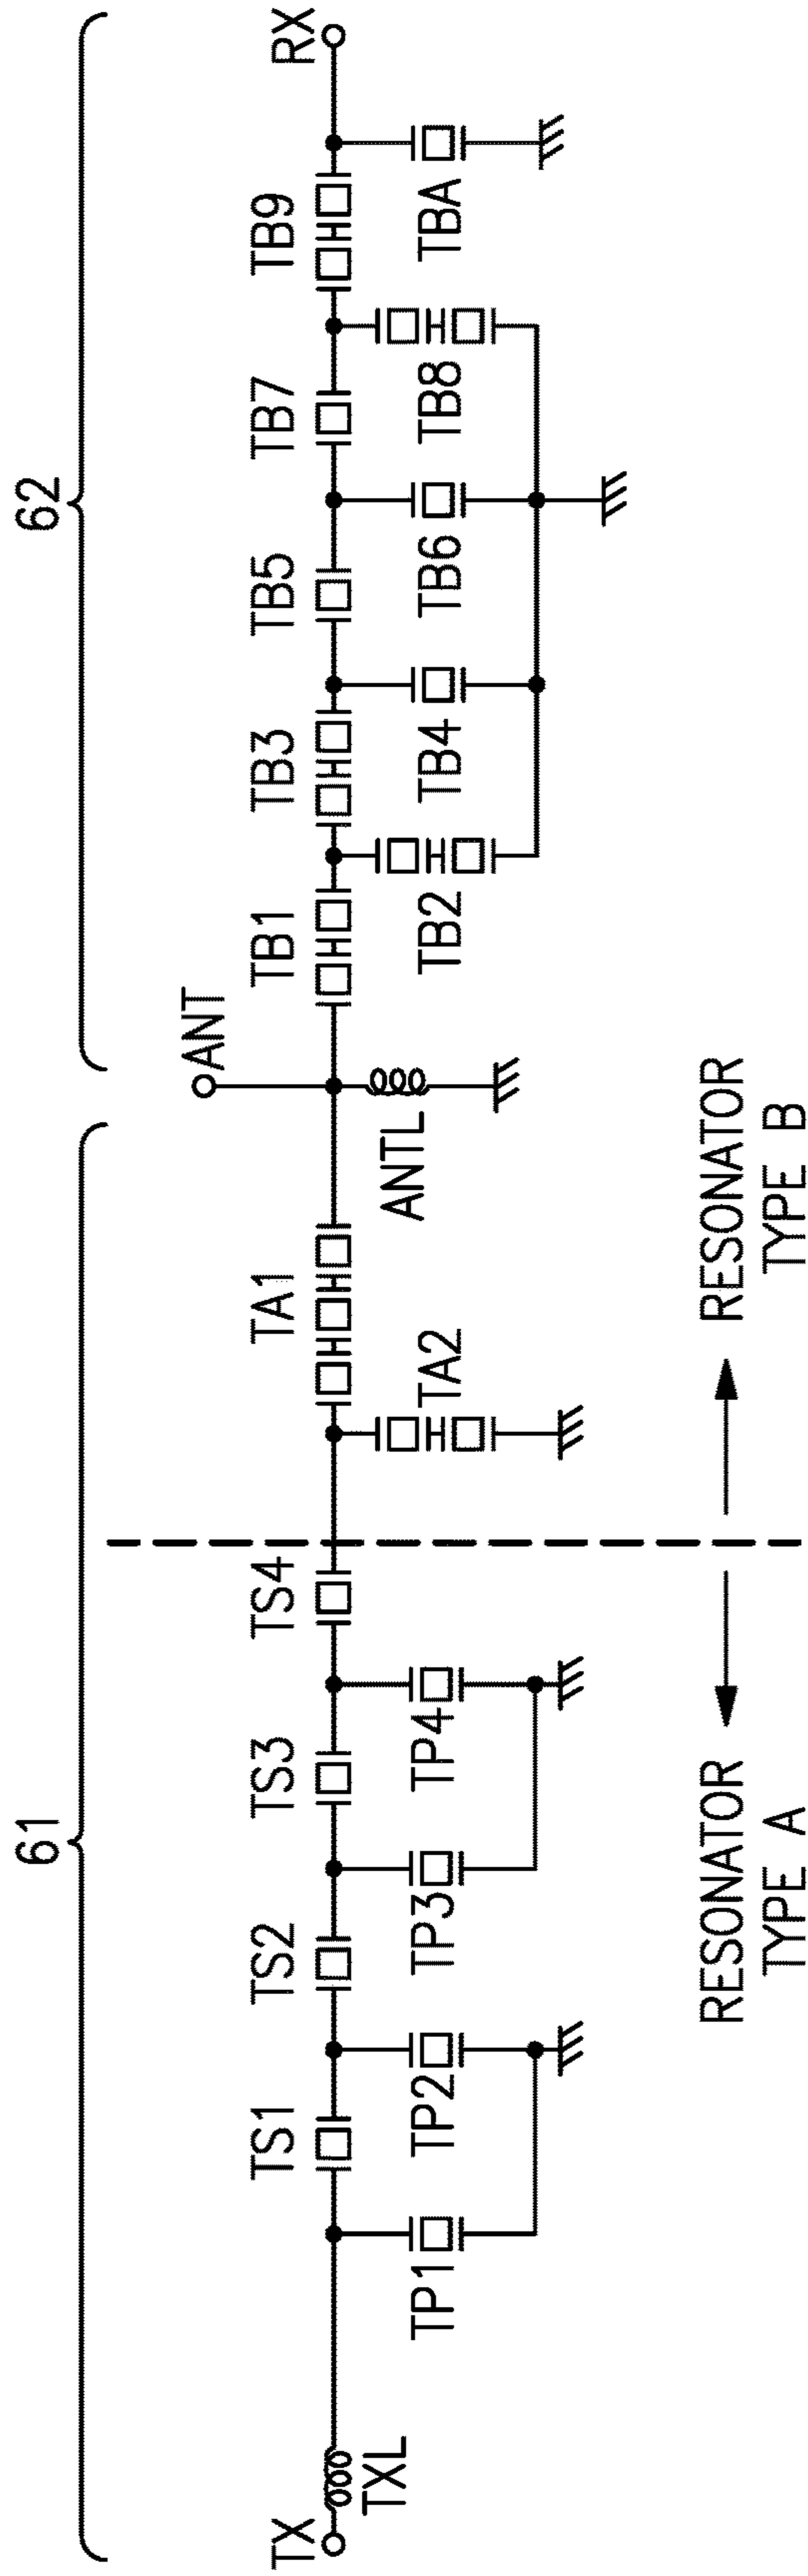 61
62
TX
TXL
TS1
TS2
TS3
TS4
TA1
ANT
TB1
TB3
TB5
TB7
TB9
RX
TP1
TP2
TP3
TP4
TA2
ANTL
TB2
TB4
TB6
TB8
TBA
RESONATOR
TYPE A
RESONATOR
TYPE B